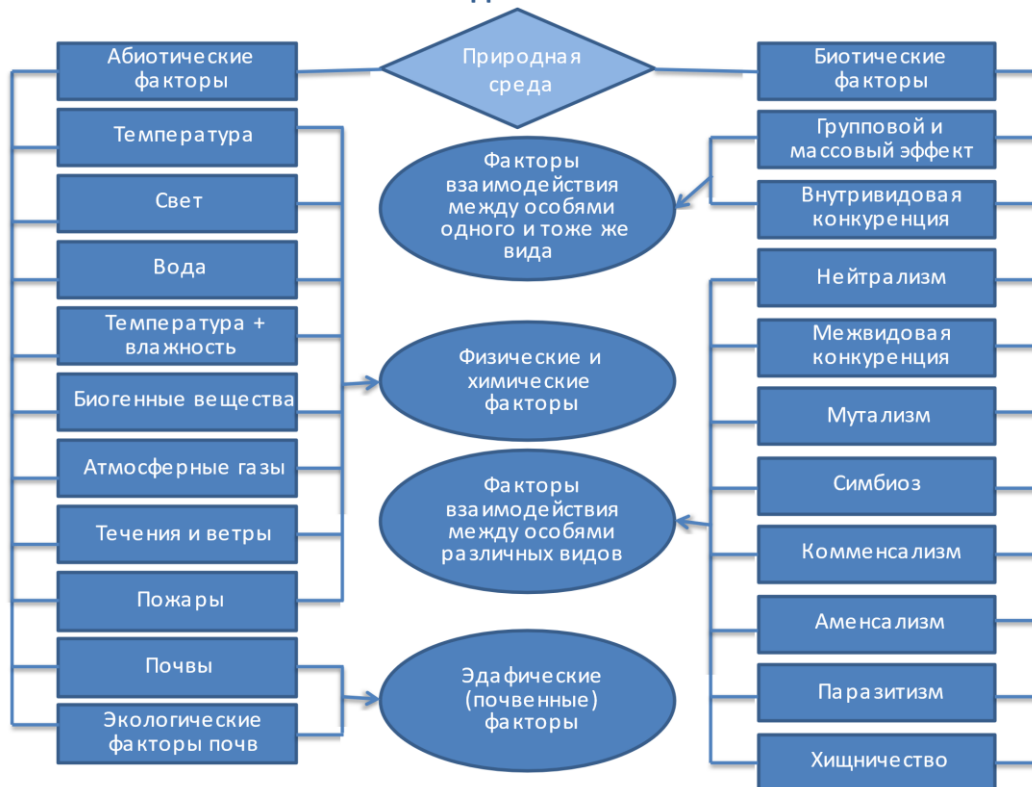 Природная
среда
Абиотические
факторы
Температура
Свет
Вода
Температура +
влажность
Биогенные вещества
Атмосферные газы
Течения и ветры
Пожары
Почвы
Экологические
факторы почв
Факторы
взаимодействия
между особями
одного и тоже же
вида
Физические и
химические
факторы
Факторы
взаимодействия
между особями
различных видов
Эдафические
(почвенные)
факторы
Биотические
факторы
Групповой и
массовый эффект
Внутривидовая
конкуренция
Нейтрализм
Межвидовая
конкуренция
Мутализм
Симбиоз
Комменсализм
Аменсализм
Паразитизм
Хищничество